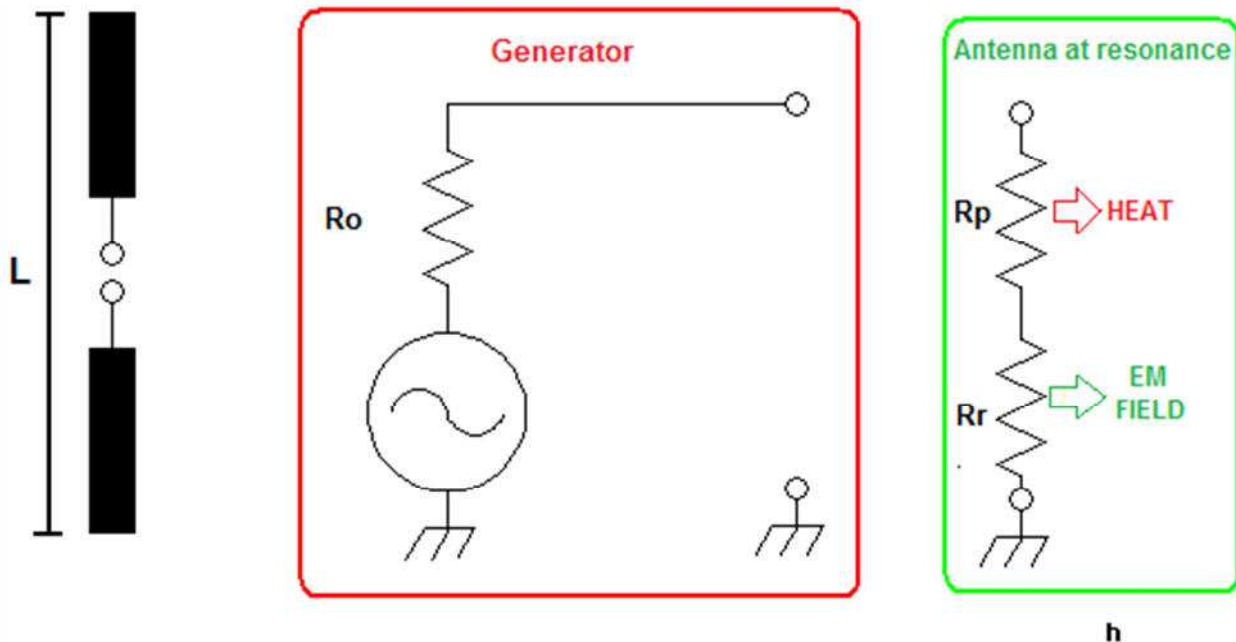 L
Generator
Ro
Antenna at resonance
Rp
HEAT
Rr
EM
FIELD
h